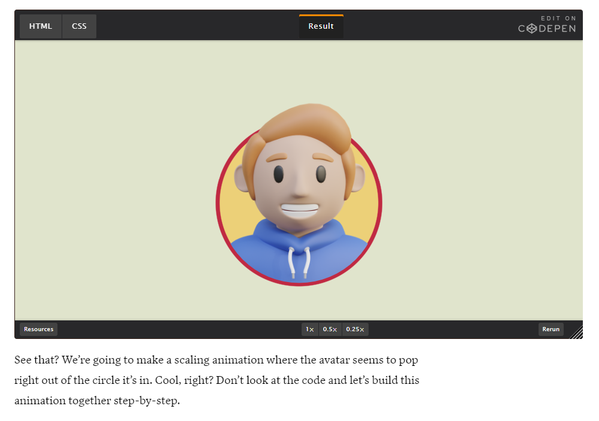 HTML CSS Result EDIT ON
CODEPEN
Resources 1× 0.5× 0.25× Rerun
See that? We’re going to make a scaling animation where the avatar seems to pop
right out of the circle it’s in. Cool, right? Don’t look at the code and let’s build this
animation together step-by-step.